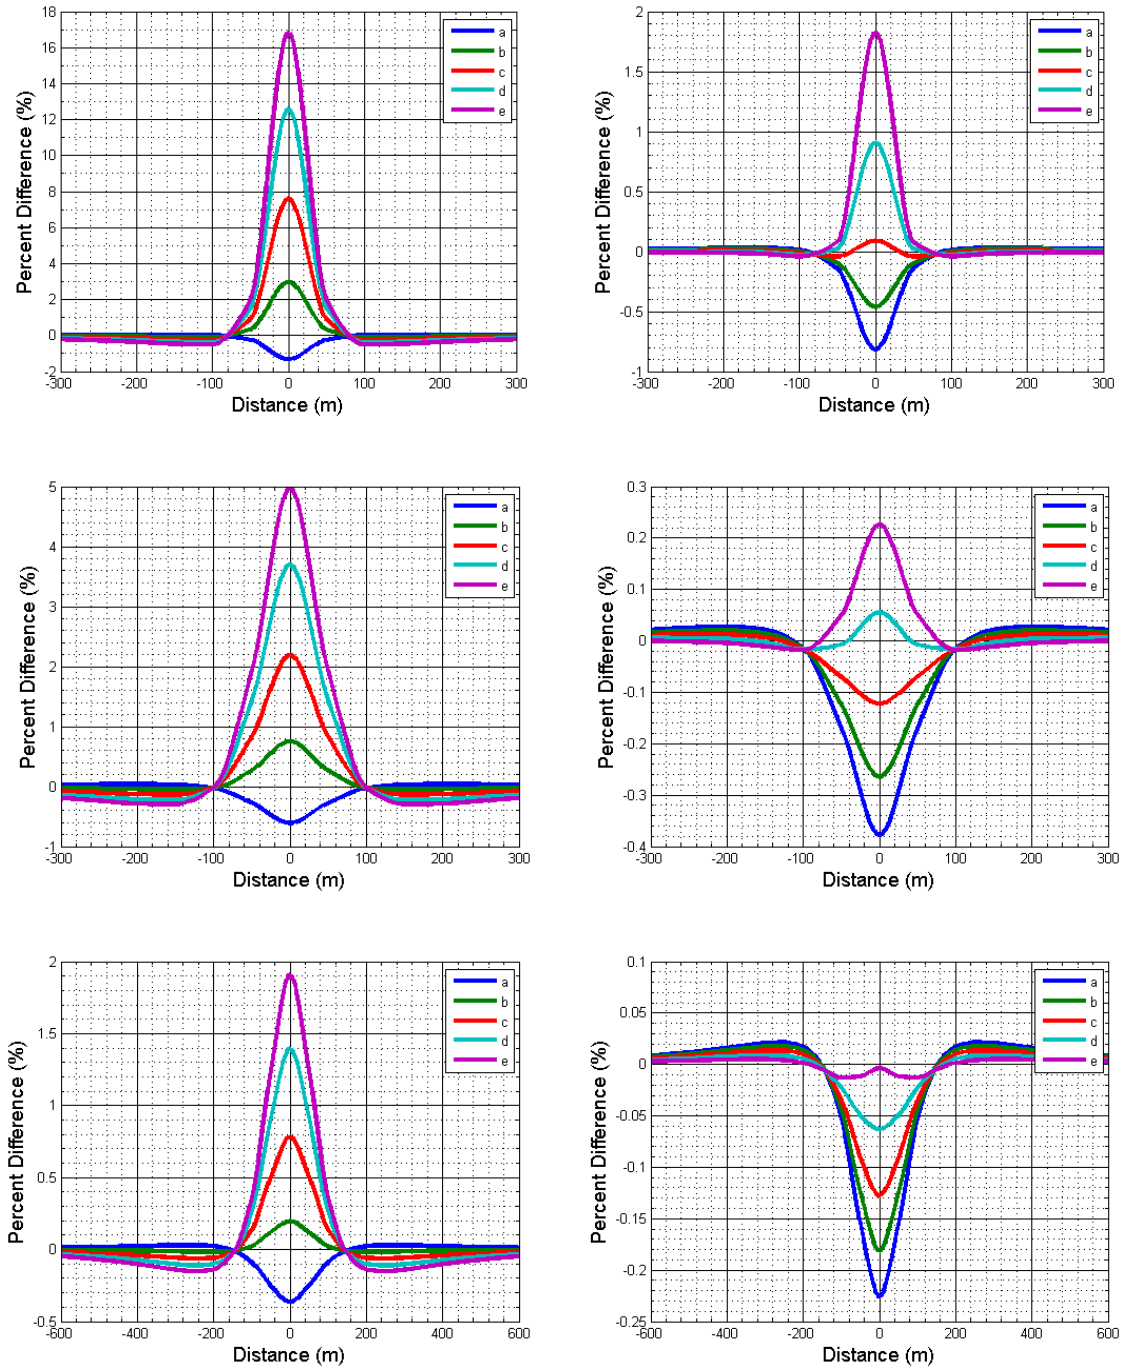 18
16
14
12
10
8
6
4
2
0
-2
-300
-200
-100
0
100
200
300
Percent Difference (%)
Distance (m)
a
b
c
d
e
2
1.5
1
0.5
0
-0.5
-1
-300
-200
-100
0
100
200
300
Percent Difference (%)
Distance (m)
a
b
c
d
e
5
4
3
2
1
0
-1
-300
-200
-100
0
100
200
300
Percent Difference (%)
Distance (m)
a
b
c
d
e
0.3
0.2
0.1
0
-0.1
-0.2
-0.3
-0.4
-300
-200
-100
0
100
200
300
Percent Difference (%)
Distance (m)
a
b
c
d
e
2
1.5
1
0.5
0
-0.5
-600
-400
-200
0
200
400
600
Percent Difference (%)
Distance (m)
a
b
c
d
e
0.1
0.05
0
-0.05
-0.1
-0.15
-0.2
-0.25
-600
-400
-200
0
200
400
600
Percent Difference (%)
Distance (m)
a
b
c
d
e